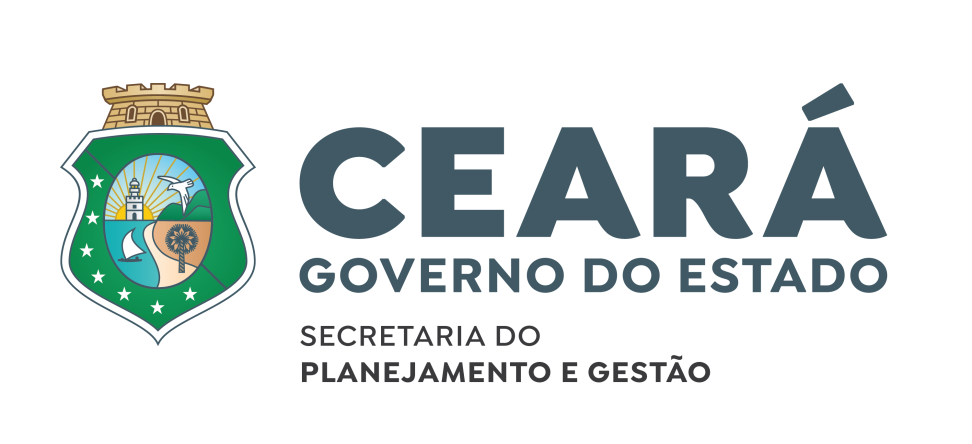 CEARÁ
GOVERNO DO ESTADO
SECRETARIA DO
PLANEJAMENTO E GESTÃO